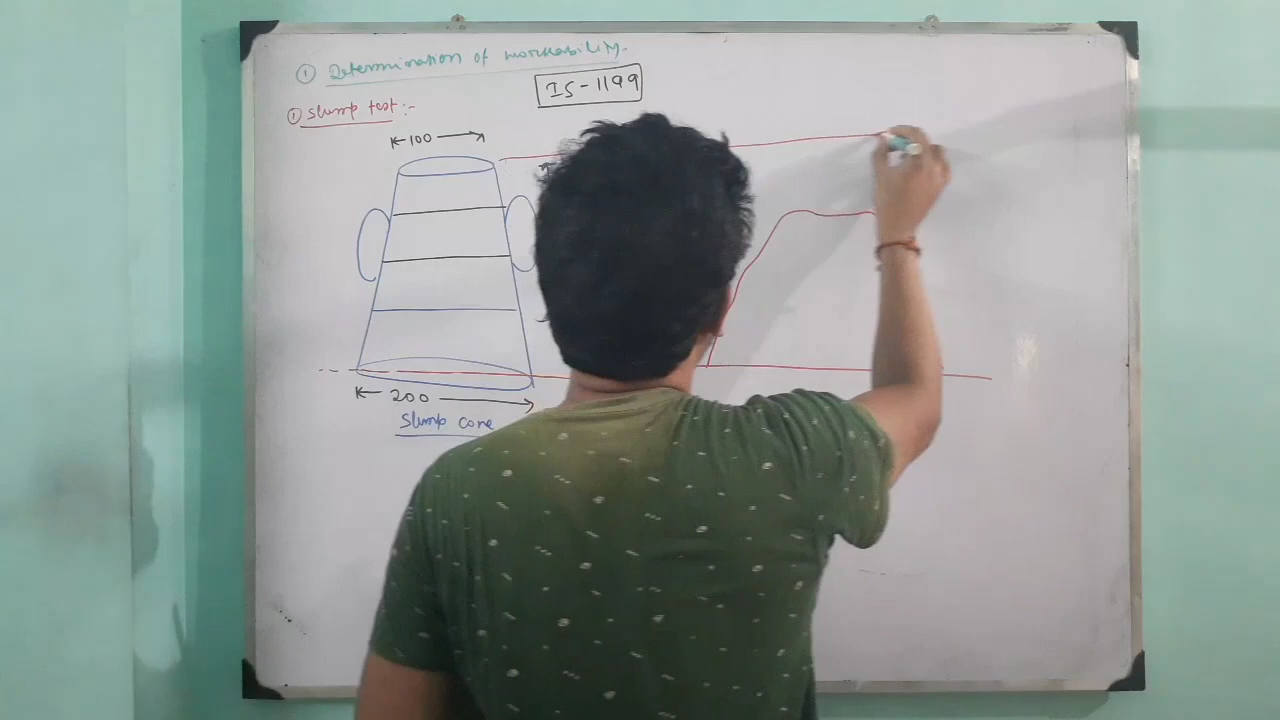 ① Determination of workability.
IS-1199
① Slump test :-
100
200
Slump cone